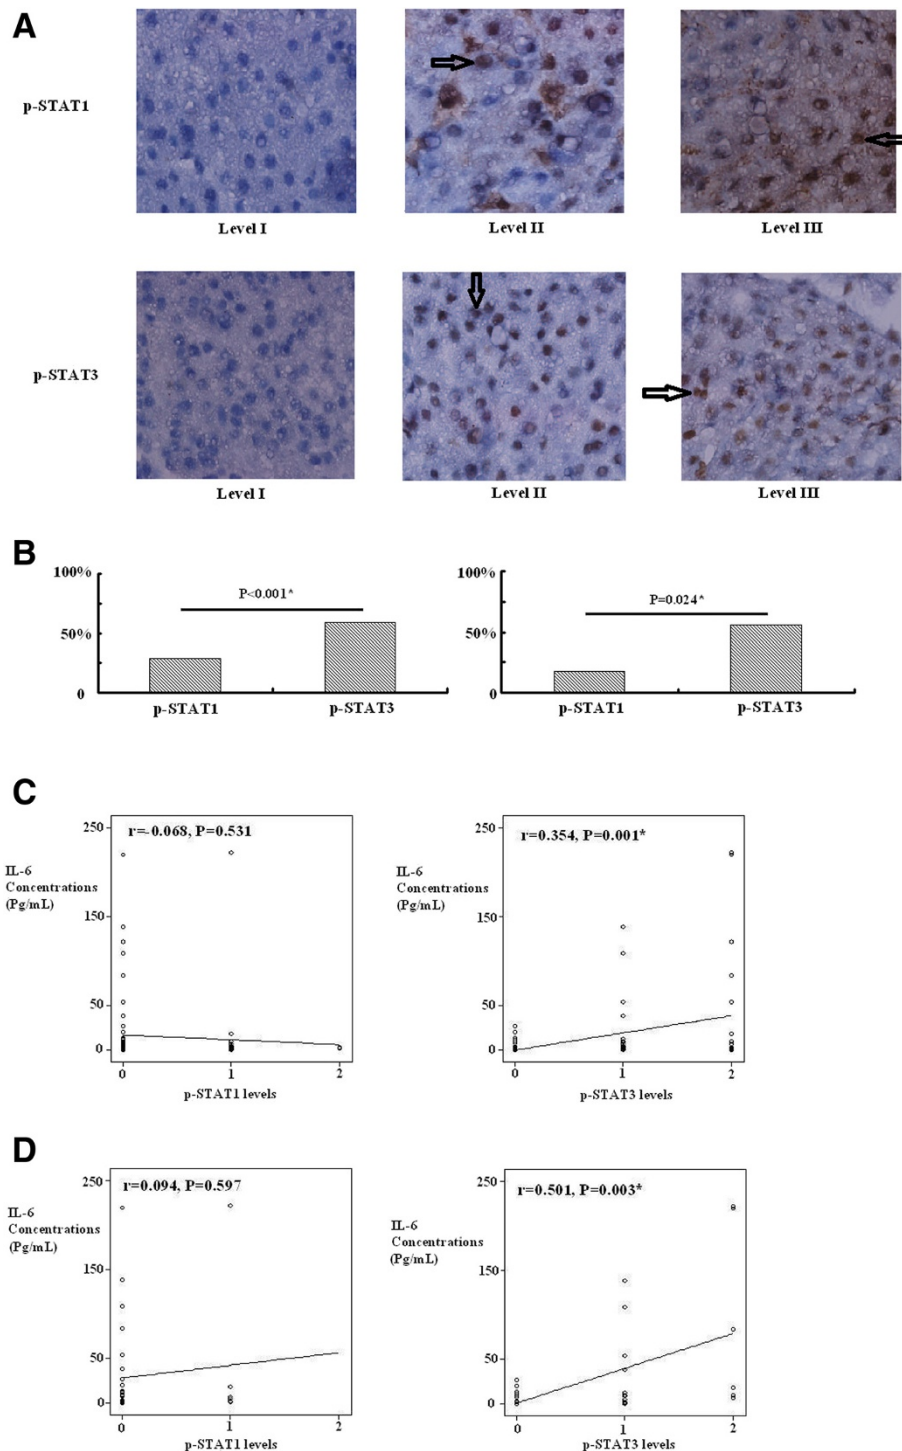 A
p-STAT1
Level I
Level II
Level III
p-STAT3
Level I
Level II
Level III
B
100%
50%
0
P<0.001*
p-STAT1
p-STAT3
100%
50%
0
P=0.024*
p-STAT1
p-STAT3
C
r=-0.068, P=0.531
IL-6
Concentrations
(Pg/mL)
250
150
50
0
0 1 2
p-STAT1 levels
r=0.354, P=0.001*
IL-6
Concentrations
(Pg/mL)
250
150
50
0
0 1 2
p-STAT3 levels
D
r=0.094, P=0.597
IL-6
Concentrations
(Pg/mL)
250
150
50
0
0 1 2
p-STAT1 levels
r=0.501, P=0.003*
IL-6
Concentrations
(Pg/mL)
250
150
50
0
0 1 2
p-STAT3 levels